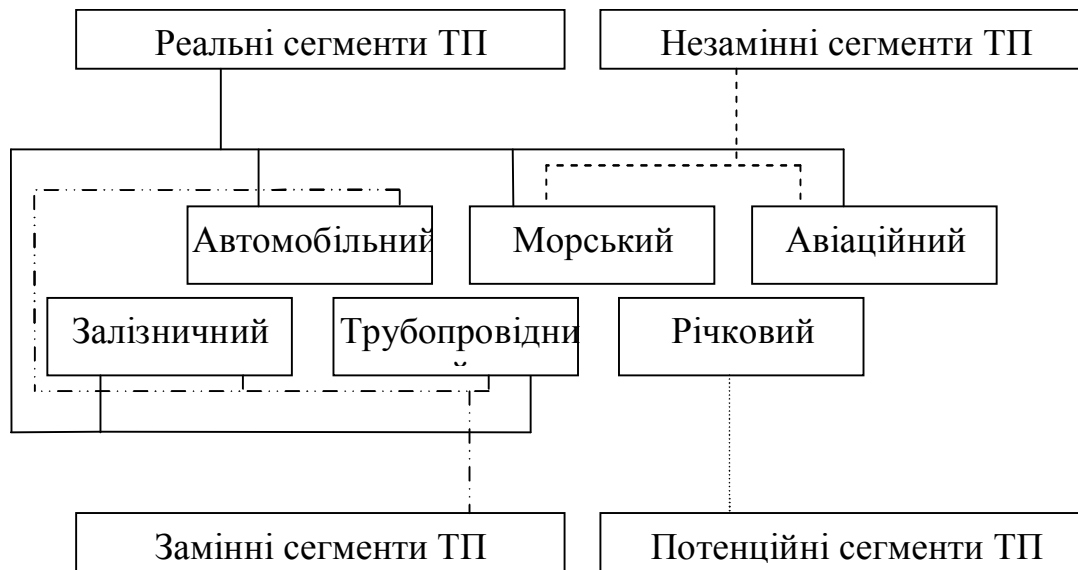 Реальні сегменти ТП
Незамінні сегменти ТП
Автомобільний
Морський
Авіаційний
Залізничний
Трубопровідни
й
Річковий
Замінні сегменти ТП
Потенційні сегменти ТП